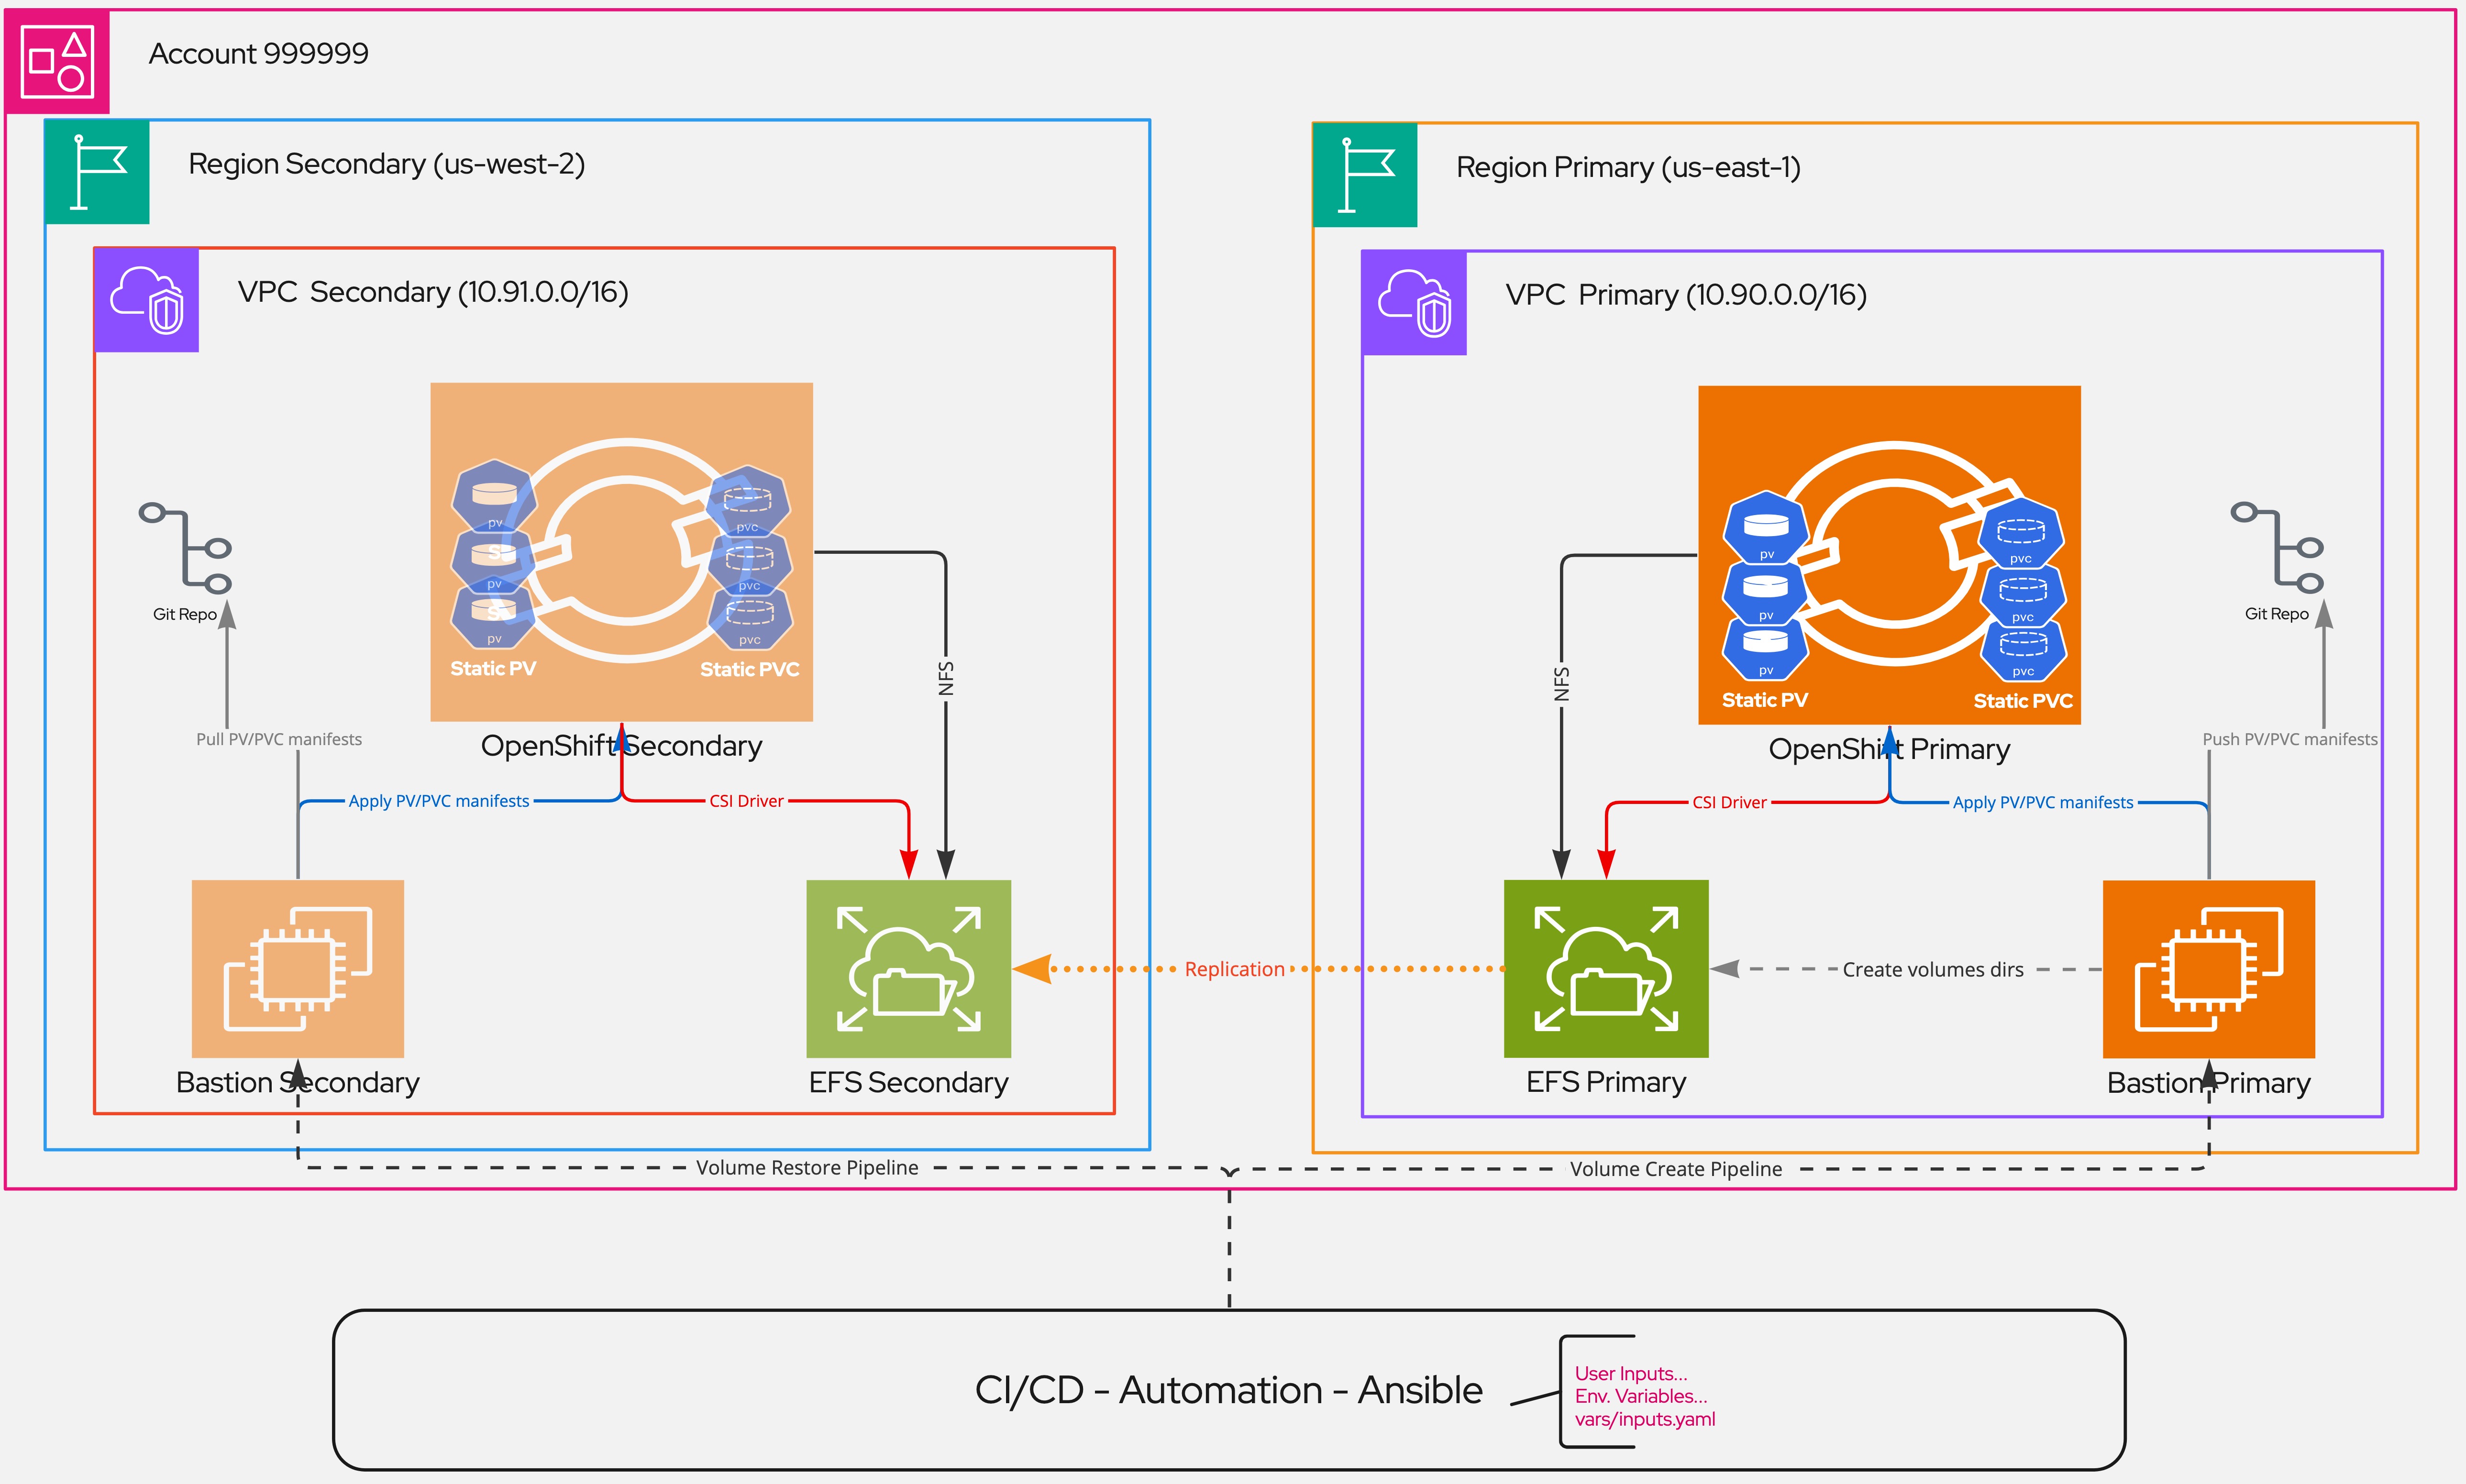 Account 999999
Region Secondary (us-west-2)
VPC Secondary (10.91.0.0/16)
pv
pv
pv
Static PV
pvc
pvc
pvc
Static PVC
OpenShift Secondary
Git Repo
Pull PV/PVC manifests
Apply PV/PVC manifests
CSI Driver
NFS
Bastion Secondary
EFS Secondary
Replication
Region Primary (us-east-1)
VPC Primary (10.90.0.0/16)
pv
pv
pv
Static PV
pvc
pvc
pvc
Static PVC
OpenShift Primary
NFS
CSI Driver
Apply PV/PVC manifests
Git Repo
Push PV/PVC manifests
EFS Primary
Create volumes dirs
Bastion Primary
Volume Restore Pipeline
Volume Create Pipeline
CI/CD - Automation - Ansible
User Inputs...
Env. Variables...
vars/inputs.yaml